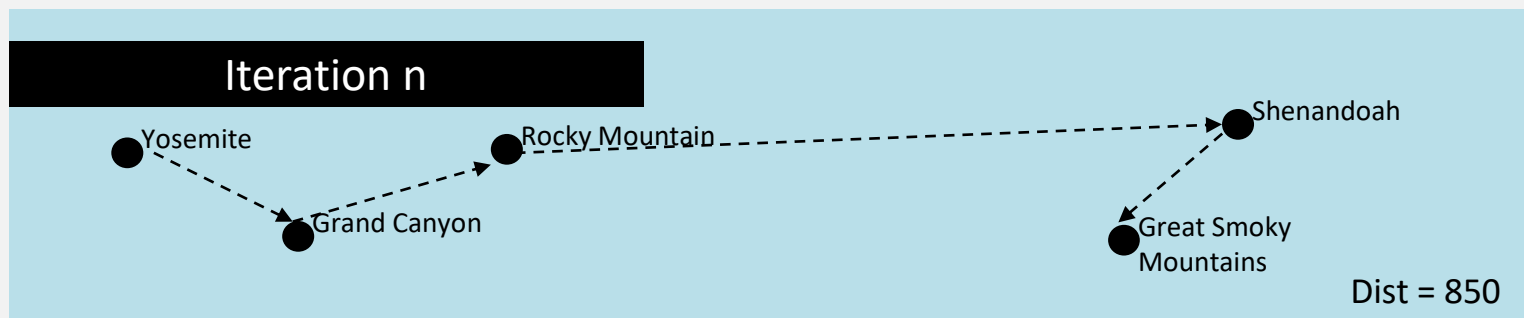 Iteration n
Yosemite
Rocky Mountain
Shenandoah
Grand Canyon
Great Smoky
Mountains
Dist = 850